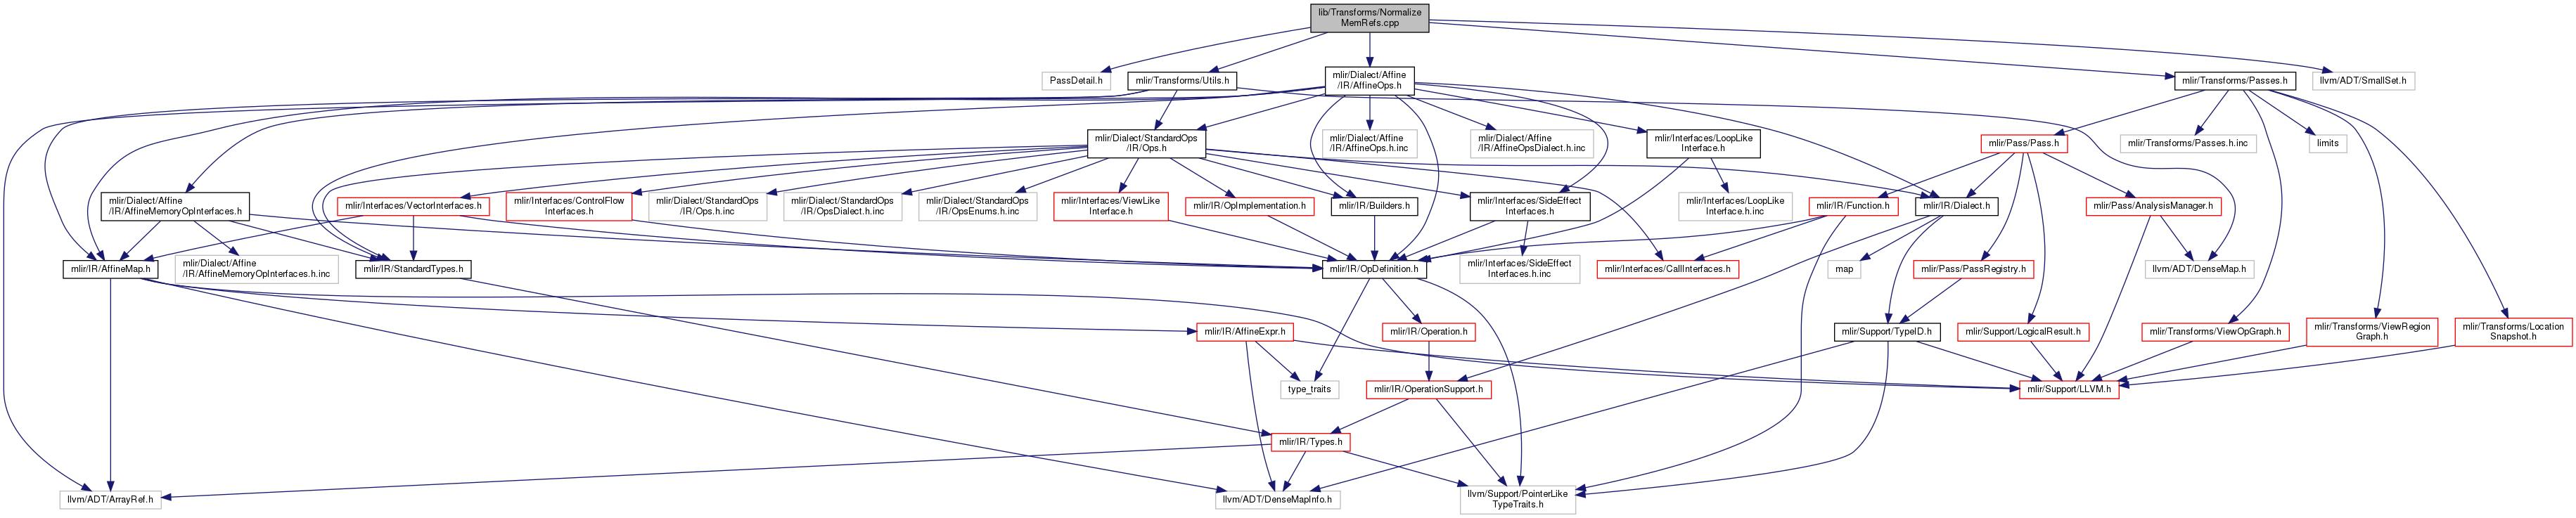 lib/Transforms/Normalize
MemRefs.cpp
PassDetail.h
mlir/Transforms/Utils.h
mlir/Dialect/Affine
/IR/AffineOps.h
mlir/Transforms/Passes.h
llvm/ADT/SmallSet.h
mlir/Dialect/StandardOps
/IR/Ops.h
mlir/Dialect/Affine
/IR/AffineOps.h.inc
mlir/Dialect/Affine
/IR/AffineOpsDialect.h.inc
mlir/Interfaces/LoopLike
Interface.h
mlir/Pass/Pass.h
mlir/Transforms/Passes.h.inc
limits
mlir/Dialect/Affine
/IR/AffineMemoryOpInterfaces.h
mlir/Interfaces/VectorInterfaces.h
mlir/Interfaces/ControlFlow
Interfaces.h
mlir/Dialect/StandardOps
/IR/Ops.h.inc
mlir/Dialect/StandardOps
/IR/OpsDialect.h.inc
mlir/Dialect/StandardOps
/IR/OpsEnums.h.inc
mlir/Interfaces/ViewLike
Interface.h
mlir/IR/OpImplementation.h
mlir/IR/Builders.h
mlir/Interfaces/SideEffect
Interfaces.h
mlir/Interfaces/LoopLike
Interface.h.inc
mlir/IR/Function.h
mlir/IR/Dialect.h
mlir/Pass/AnalysisManager.h
mlir/IR/AffineMap.h
mlir/Dialect/Affine
/IR/AffineMemoryOpInterfaces.h.inc
mlir/IR/StandardTypes.h
mlir/IR/OpDefinition.h
mlir/Interfaces/SideEffect
Interfaces.h.inc
mlir/Interfaces/CallInterfaces.h
map
mlir/Pass/PassRegistry.h
llvm/ADT/DenseMap.h
mlir/IR/AffineExpr.h
mlir/IR/Operation.h
mlir/Support/TypeID.h
mlir/Support/LogicalResult.h
mlir/Transforms/ViewOpGraph.h
mlir/Transforms/ViewRegion
Graph.h
mlir/Transforms/Location
Snapshot.h
type_traits
mlir/IR/OperationSupport.h
mlir/Support/LLVM.h
mlir/IR/Types.h
llvm/ADT/ArrayRef.h
llvm/ADT/DenseMapInfo.h
llvm/Support/PointerLike
TypeTraits.h